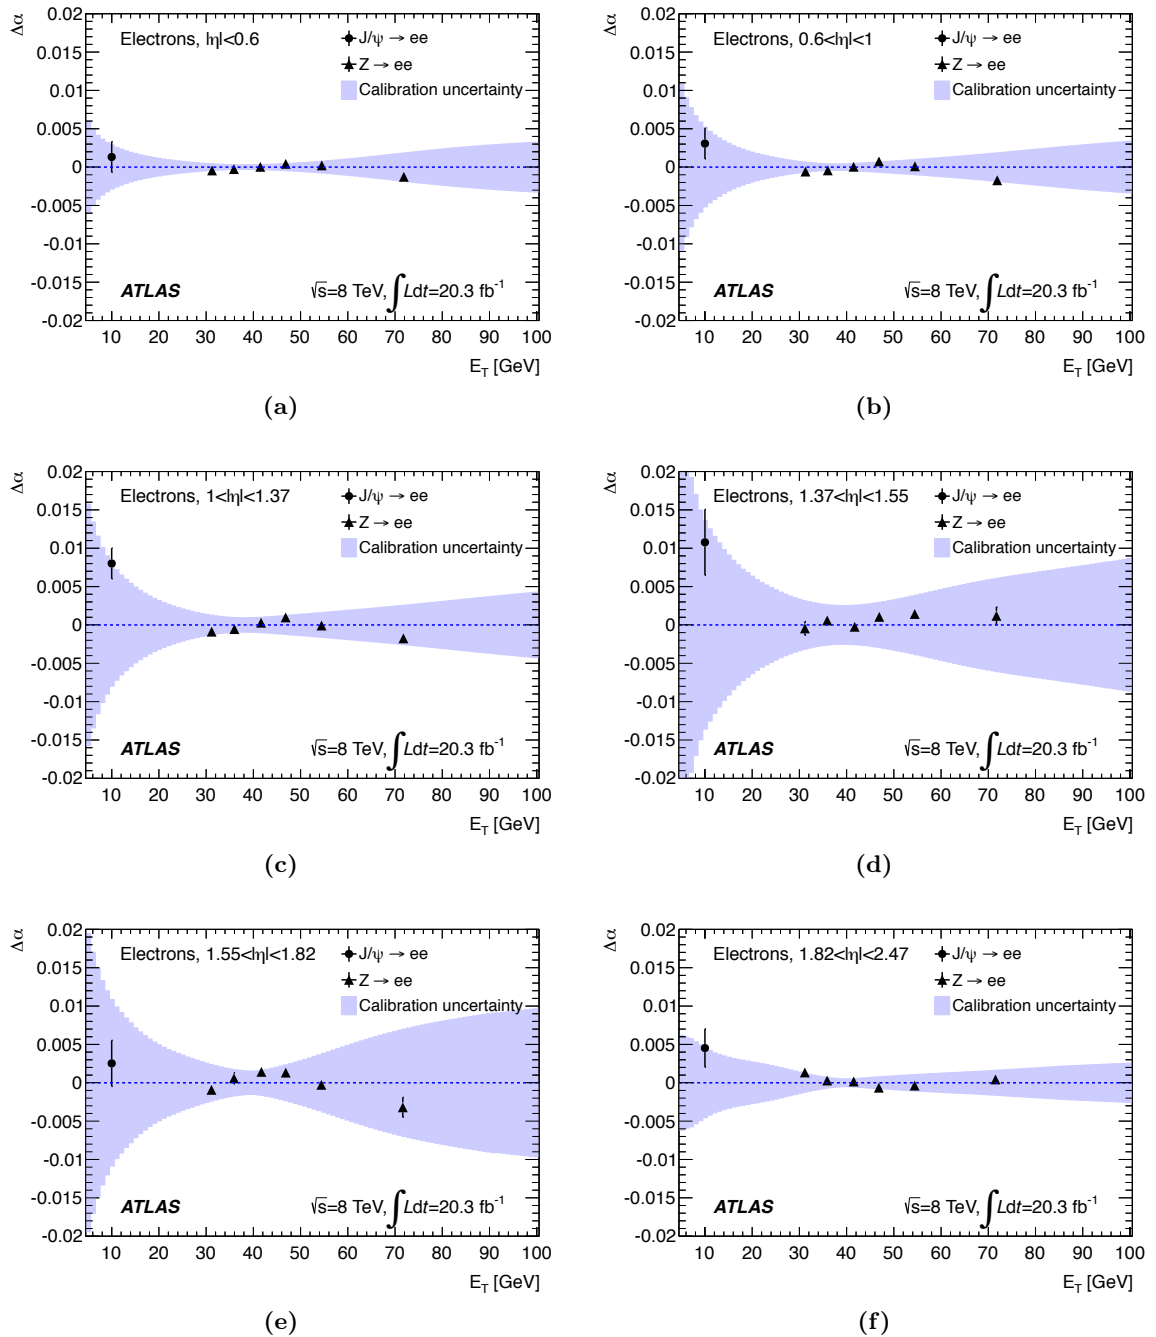 Δα
0.02
0.015
0.01
0.005
0
-0.005
-0.01
-0.015
-0.02
Electrons, |η|<0.6
J/ψ → ee
Z → ee
Calibration uncertainty
ATLAS
√s=8 TeV, ∫Ldt=20.3 fb⁻¹
10 20 30 40 50 60 70 80 90 100
E_T [GeV]
(a)
Δα
0.02
0.015
0.01
0.005
0
-0.005
-0.01
-0.015
-0.02
Electrons, 0.6<|η|<1
J/ψ → ee
Z → ee
Calibration uncertainty
ATLAS
√s=8 TeV, ∫Ldt=20.3 fb⁻¹
10 20 30 40 50 60 70 80 90 100
E_T [GeV]
(b)
Δα
0.02
0.015
0.01
0.005
0
-0.005
-0.01
-0.015
-0.02
Electrons, 1<|η|<1.37
J/ψ → ee
Z → ee
Calibration uncertainty
ATLAS
√s=8 TeV, ∫Ldt=20.3 fb⁻¹
10 20 30 40 50 60 70 80 90 100
E_T [GeV]
(c)
Δα
0.02
0.015
0.01
0.005
0
-0.005
-0.01
-0.015
-0.02
Electrons, 1.37<|η|<1.55
J/ψ → ee
Z → ee
Calibration uncertainty
ATLAS
√s=8 TeV, ∫Ldt=20.3 fb⁻¹
10 20 30 40 50 60 70 80 90 100
E_T [GeV]
(d)
Δα
0.02
0.015
0.01
0.005
0
-0.005
-0.01
-0.015
-0.02
Electrons, 1.55<|η|<1.82
J/ψ → ee
Z → ee
Calibration uncertainty
ATLAS
√s=8 TeV, ∫Ldt=20.3 fb⁻¹
10 20 30 40 50 60 70 80 90 100
E_T [GeV]
(e)
Δα
0.02
0.015
0.01
0.005
0
-0.005
-0.01
-0.015
-0.02
Electrons, 1.82<|η|<2.47
J/ψ → ee
Z → ee
Calibration uncertainty
ATLAS
√s=8 TeV, ∫Ldt=20.3 fb⁻¹
10 20 30 40 50 60 70 80 90 100
E_T [GeV]
(f)